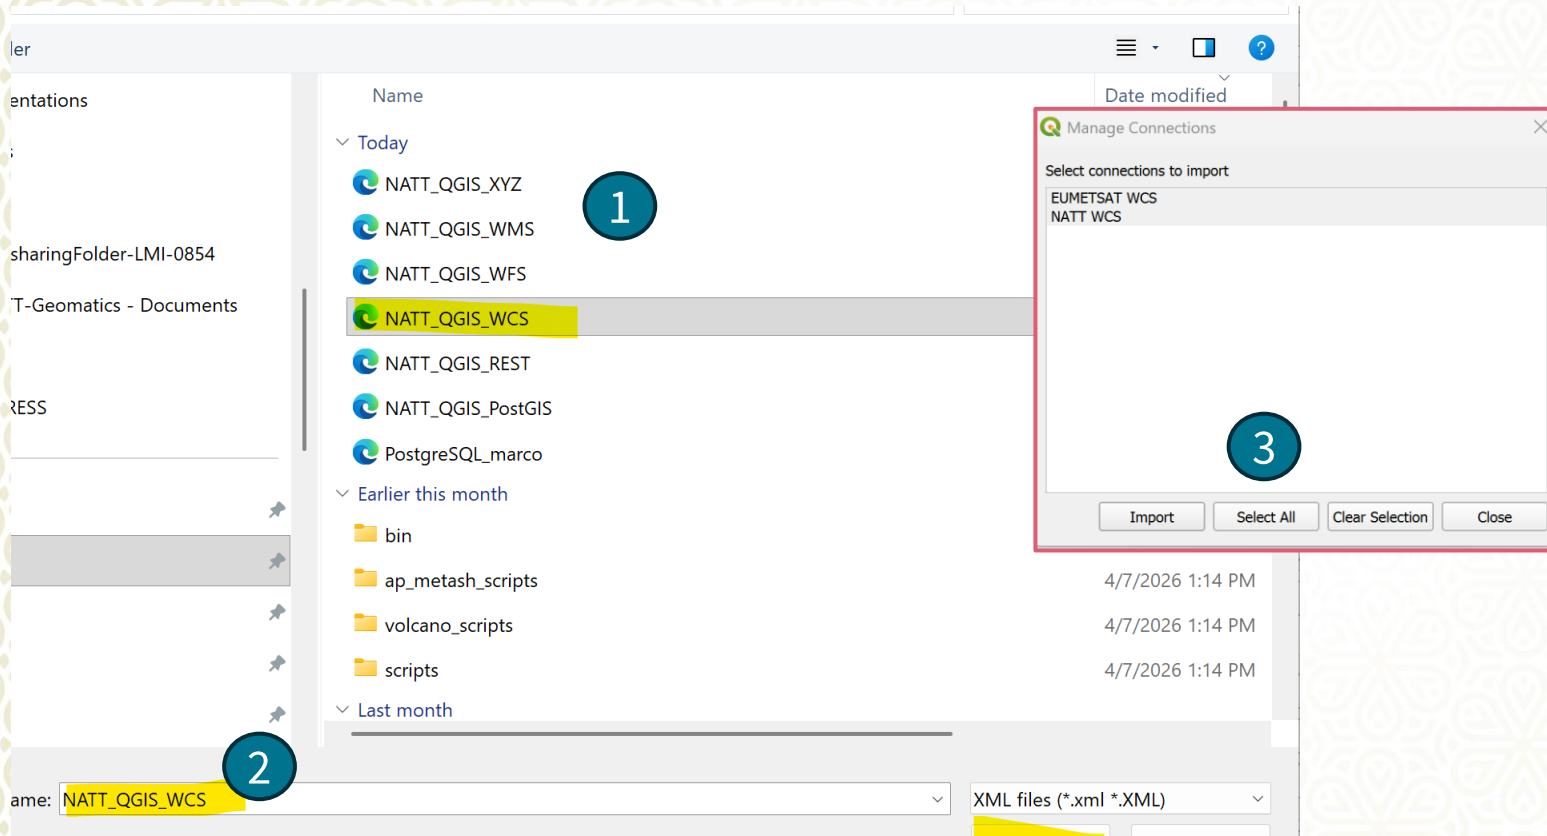 ler
entations
Name
Date modified
Today
NATT_QGIS_XYZ
NATT_QGIS_WMS
NATT_QGIS_WFS
NATT_QGIS_WCS
NATT_QGIS_REST
NATT_QGIS_PostGIS
PostgreSQL_marco
Earlier this month
bin
ap_metash_scripts
4/7/2026 1:14 PM
volcano_scripts
4/7/2026 1:14 PM
scripts
4/7/2026 1:14 PM
Last month
sharingFolder-LMI-0854
T-Geomatics - Documents
RESS
1
2
ame: NATT_QGIS_WCS
XML files (*.xml *.XML)
Manage Connections
Select connections to import
EUMETSAT WCS
NATT WCS
3
Import
Select All
Clear Selection
Close